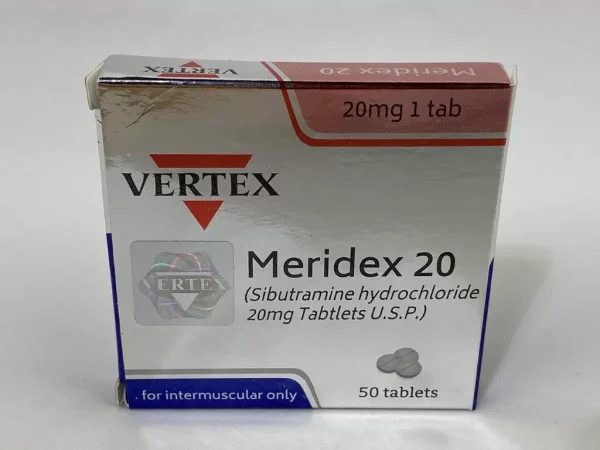 VERTEX
Meridex 20
20mg 1 tab
VERTEX
VERTEX
Meridex 20
(Sibutramine hydrochloride
20mg Tabtlets U.S.P.)
50 tablets
for intermuscular only